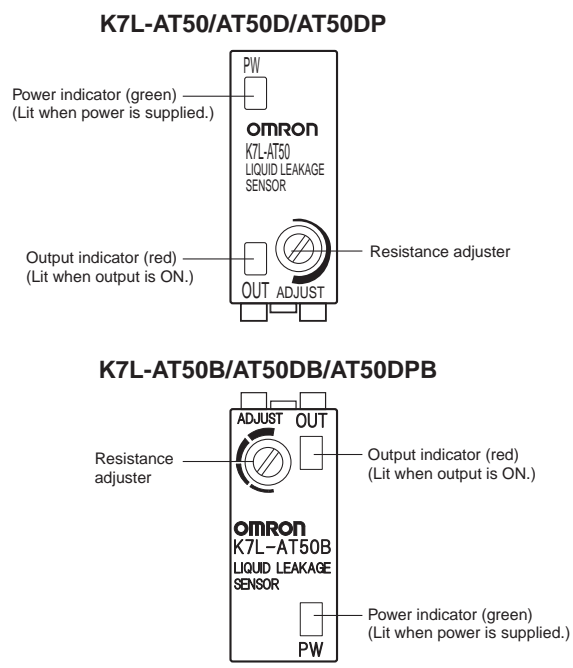 K7L-AT50/AT50D/AT50DP
PW
Power indicator (green)
(Lit when power is supplied.)
OMRON
K7L-AT50
LIQUID LEAKAGE
SENSOR
Output indicator (red)
(Lit when output is ON.)
Resistance adjuster
OUT ADJUST
K7L-AT50B/AT50DB/AT50DPB
ADJUST OUT
Resistance
adjuster
Output indicator (red)
(Lit when output is ON.)
OMRON
K7L-AT50B
LIQUID LEAKAGE
SENSOR
Power indicator (green)
(Lit when power is supplied.)
PW